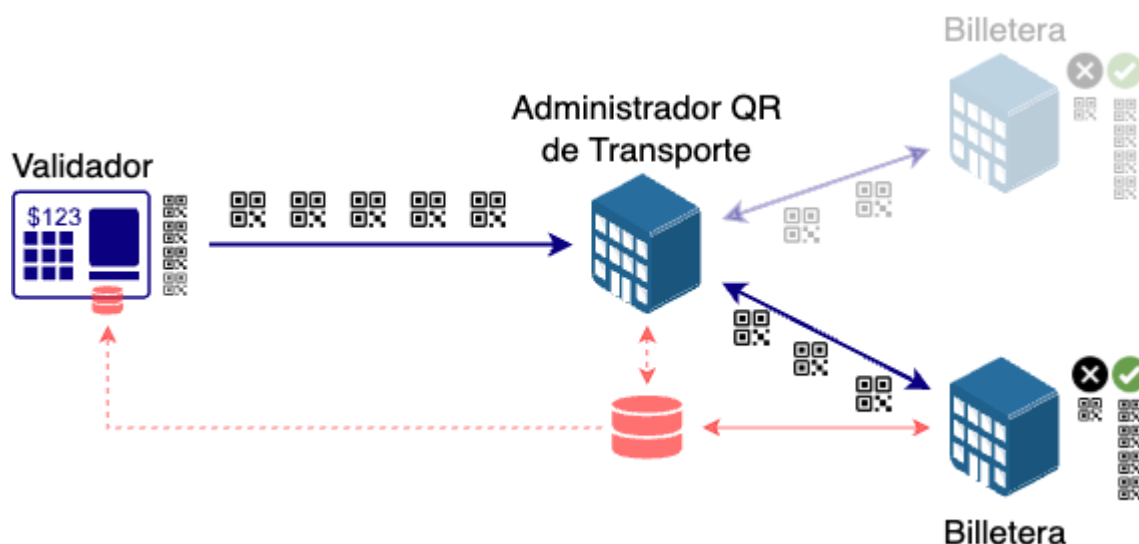 Billetera
Administrador QR
de Transporte
Validador
$123
Billetera